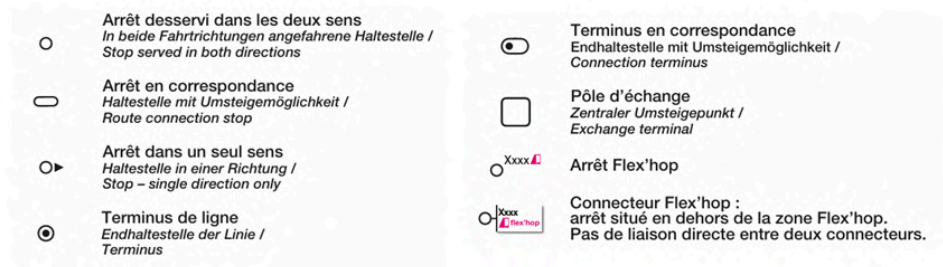 Arrêt desservi dans les deux sens
In beide Fahrtrichtungen angefahrene Haltestelle /
Stop served in both directions
Arrêt en correspondance
Haltestelle mit Umsteigemöglichkeit /
Route connection stop
Arrêt dans un seul sens
Haltestelle in einer Richtung /
Stop – single direction only
Terminus de ligne
Endhaltestelle der Linie /
Terminus
Terminus en correspondance
Endhaltestelle mit Umsteigemöglichkeit /
Connection terminus
Pôle d'échange
Zentraler Umsteigepunkt /
Exchange terminal
Xxxx
Arrêt Flex'hop
Xxxx
flex'hop
Connecteur Flex'hop :
arrêt situé en dehors de la zone Flex'hop.
Pas de liaison directe entre deux connecteurs.